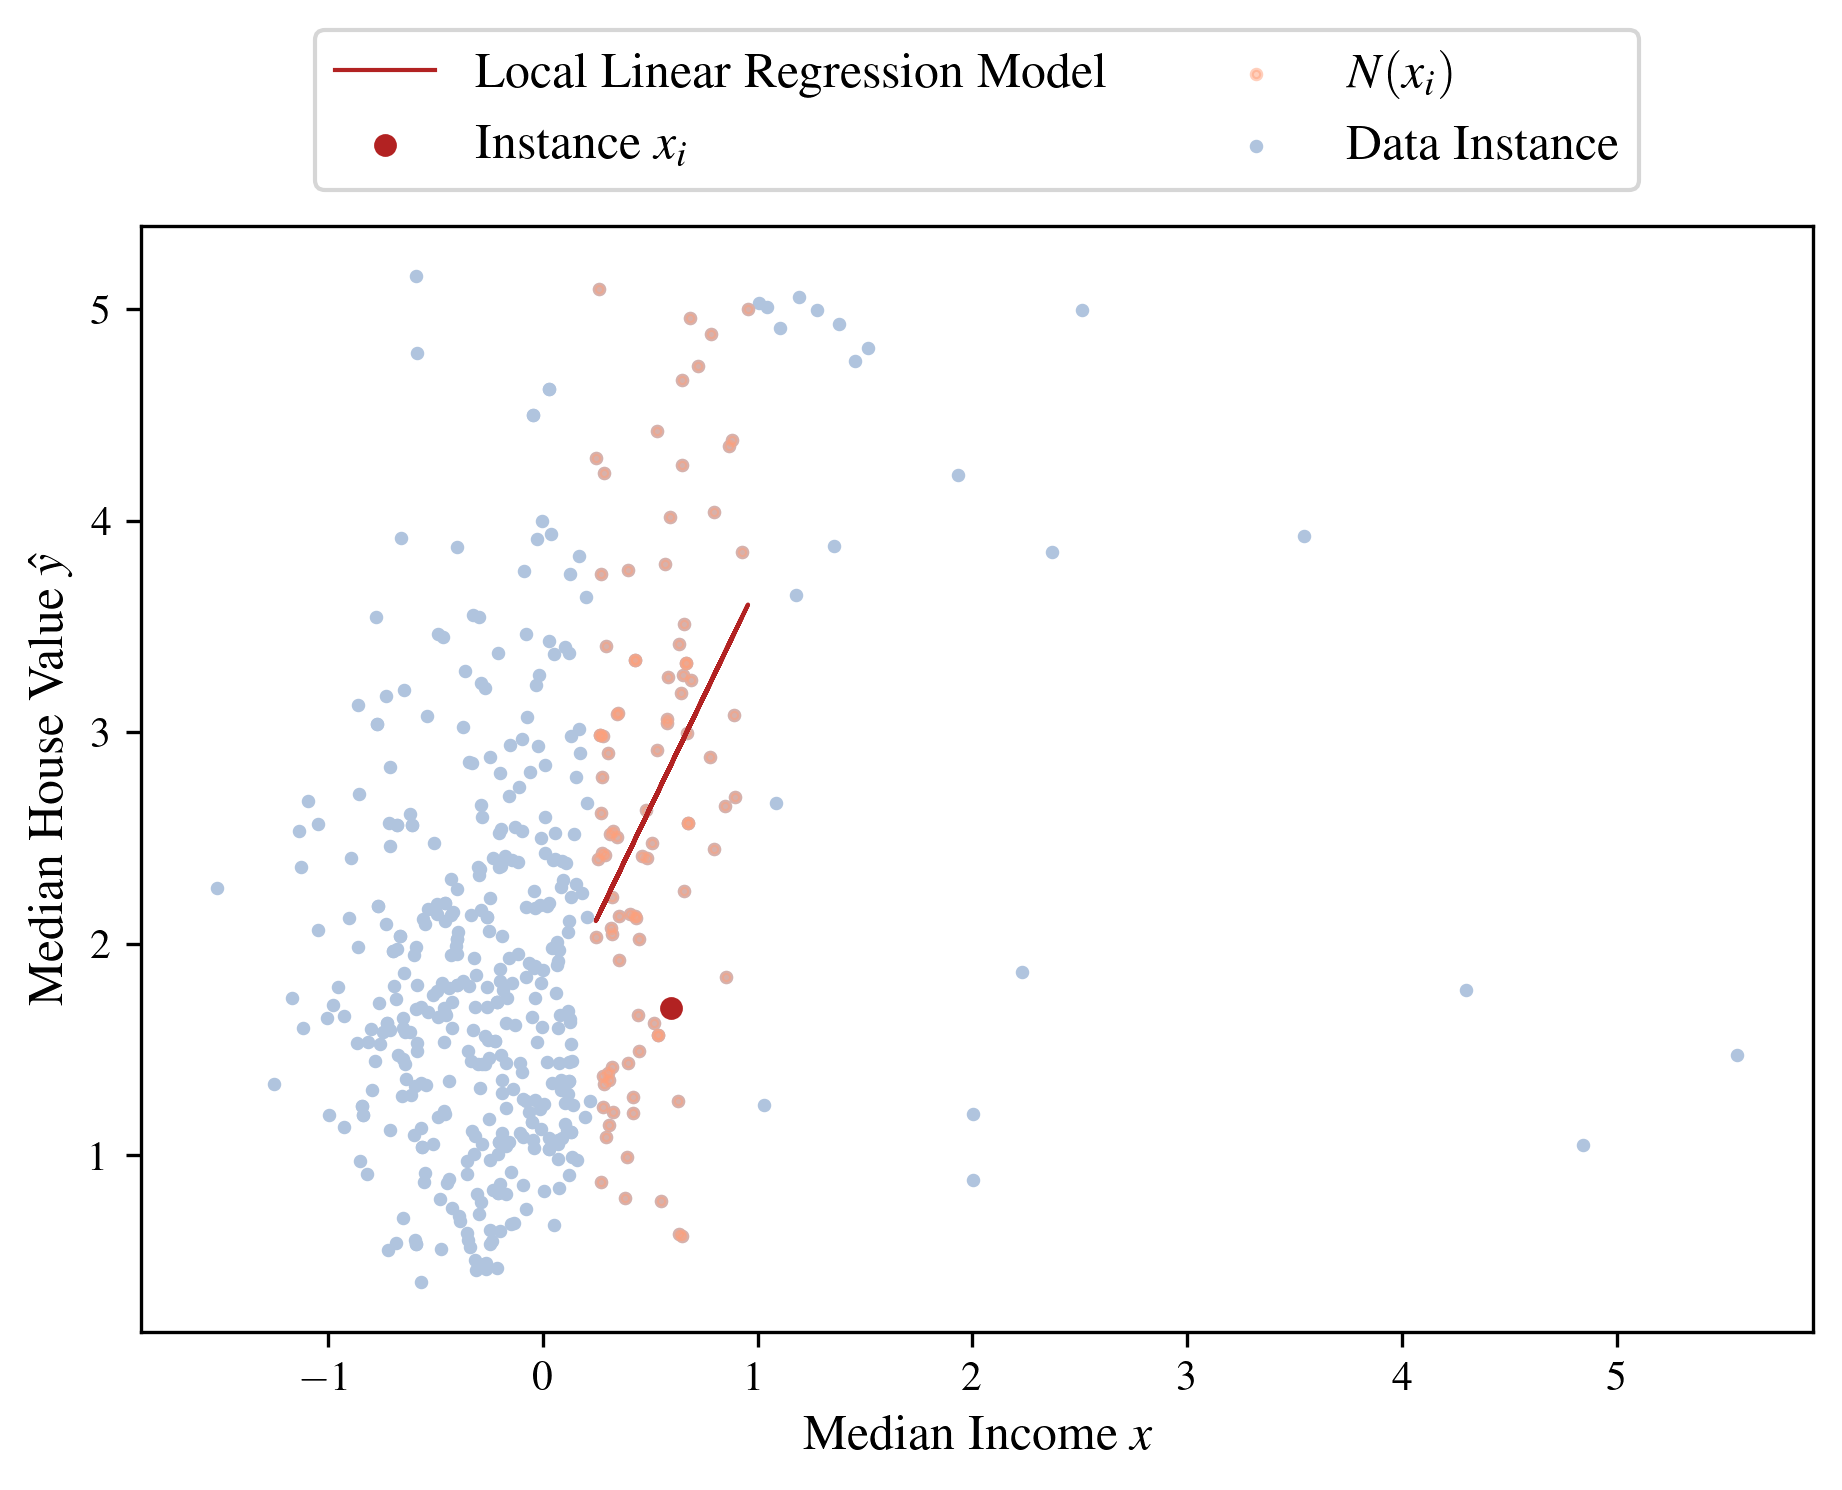 Local Linear Regression Model
Instance xᵢ
N(xᵢ)
Data Instance
Median House Value ŷ
5
4
3
2
1
−1 0 1 2 3 4 5
Median Income x